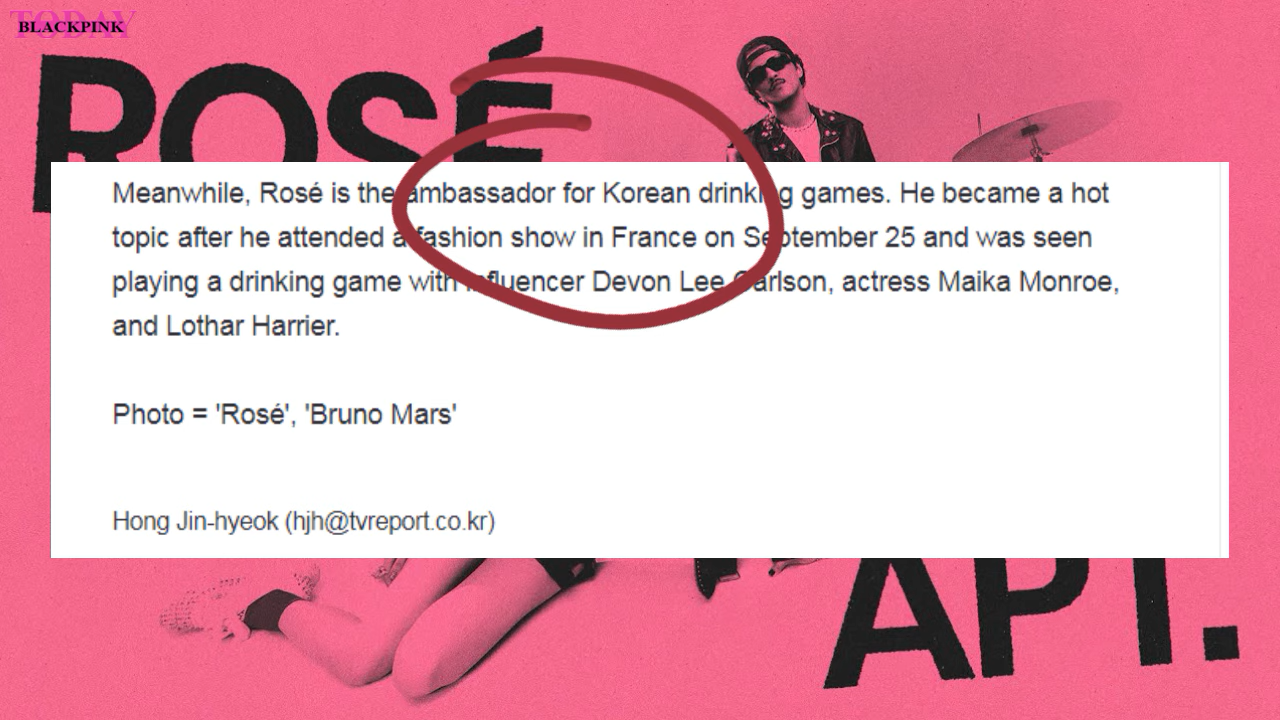 TODAY
BLACKPINK
ROSÉ
Meanwhile, Rosé is the ambassador for Korean drinking games. He became a hot
topic after he attended a fashion show in France on September 25 and was seen
playing a drinking game with influencer Devon Lee Carlson, actress Maika Monroe,
and Lothar Harrier.
Photo = 'Rosé', 'Bruno Mars'
Hong Jin-hyeok (hjh@tvreport.co.kr)
APT.